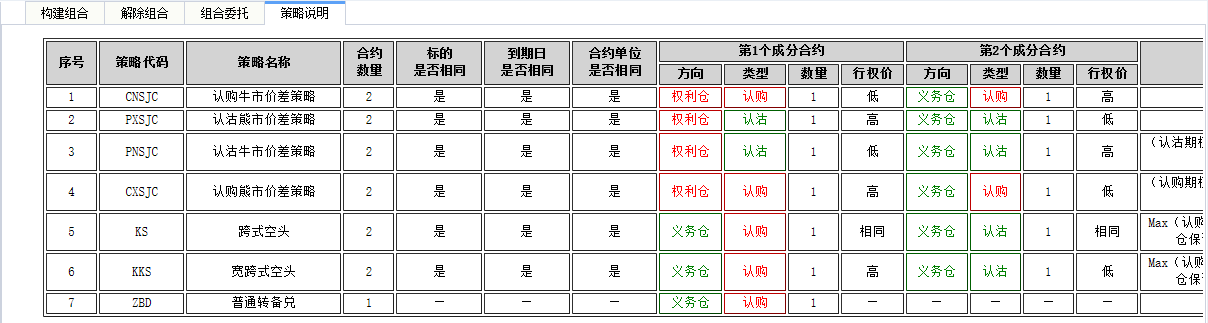 构建组合 解除组合 组合委托 策略说明
序号 策略代码 策略名称 合约数量 标的是否相同 到期日是否相同 合约单位是否相同 第1个成分合约 第2个成分合约
方向 类型 数量 行权价 方向 类型 数量 行权价
1 CNSJC 认购牛市价差策略 2 是 是 是 权利仓 认购 1 低 义务仓 认购 1 高
2 PXSJC 认沽熊市价差策略 2 是 是 是 权利仓 认沽 1 高 义务仓 认沽 1 低
3 PNSJC 认沽牛市价差策略 2 是 是 是 权利仓 认沽 1 低 义务仓 认沽 1 高 （认沽期权
4 CXSJC 认购熊市价差策略 2 是 是 是 权利仓 认购 1 高 义务仓 认购 1 低 （认购期权
5 KS 跨式空头 2 是 是 是 义务仓 认购 1 相同 义务仓 认沽 1 相同 Max（认购
仓保证
6 KKS 宽跨式空头 2 是 是 是 义务仓 认购 1 高 义务仓 认沽 1 低 Max（认购
仓保证
7 ZBD 普通转备兑 1 — — — 义务仓 认购 1 — — — — —